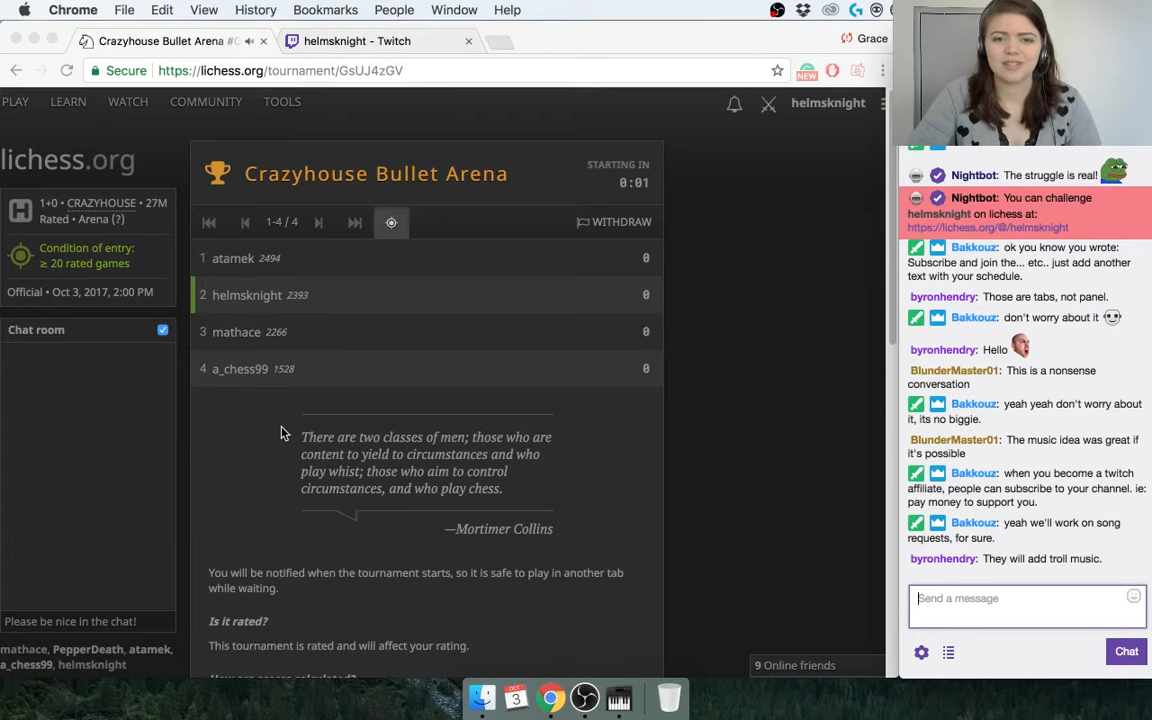 Chrome File Edit View History Bookmarks People Window Help
Crazyhouse Bullet Arena #G
helmsknight - Twitch
Grace
Secure https://lichess.org/tournament/GsUJ4zGV
NEW
PLAY LEARN WATCH COMMUNITY TOOLS
helmsknight
lichess.org
1+0 • CRAZYHOUSE • 27M
Rated • Arena (?)
Condition of entry:
≥ 20 rated games
Official • Oct 3, 2017, 2:00 PM
Chat room
Please be nice in the chat!
mathace, PepperDeath, atamek,
a_chess99, helmsknight
Crazyhouse Bullet Arena
STARTING IN
0:01
1-4 / 4
WITHDRAW
1 atamek 2494 0
2 helmsknight 2393 0
3 mathace 2266 0
4 a_chess99 1528 0
There are two classes of men; those who are
content to yield to circumstances and who
play whist; those who aim to control
circumstances, and who play chess.
—Mortimer Collins
You will be notified when the tournament starts, so it is safe to play in another tab
while waiting.
Is it rated?
This tournament is rated and will affect your rating.
How are scores calculated?
9 Online friends
Nightbot: The struggle is real!
Nightbot: You can challenge
helmsknight on lichess at:
https://lichess.org/@/helmsknight
Bakkouz: ok you know you wrote:
Subscribe and join the... etc.. just add another
text with your schedule.
byronhendry: Those are tabs, not panel.
Bakkouz: don't worry about it
byronhendry: Hello
BlunderMaster01: This is a nonsense
conversation
Bakkouz: yeah yeah don't worry about
it, its no biggie.
BlunderMaster01: The music idea was great if
it's possible
Bakkouz: when you become a twitch
affiliate, people can subscribe to your channel. ie:
pay money to support you.
Bakkouz: yeah we'll work on song
requests, for sure.
byronhendry: They will add troll music.
Send a message
Chat
OCT
3